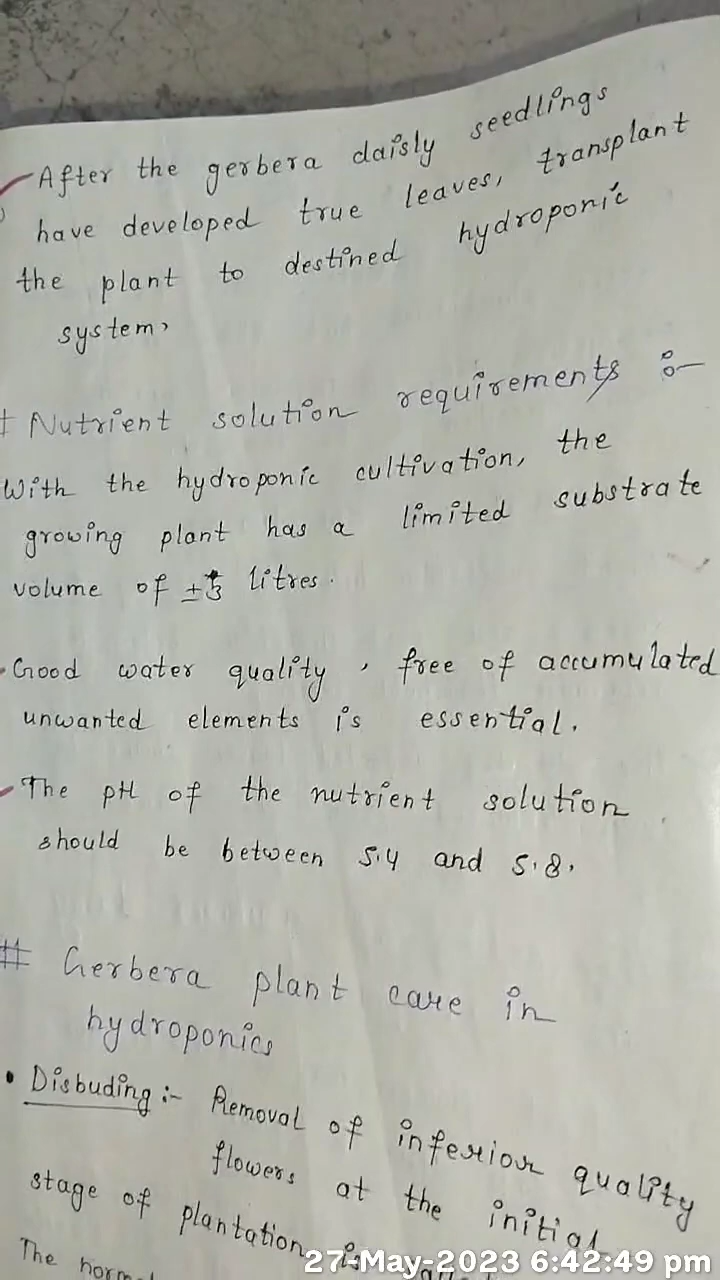 After the gerbera daisly seedlings
have developed true leaves, transplant
the plant to destined hydroponic
system,
# Nutrient solution requirements :-
With the hydroponic cultivation, the
growing plant has a limited substrate
volume of ±3 litres.
Good water quality, free of accumulated
unwanted elements is essential.
The pH of the nutrient solution
should be between 5.4 and 5.8.
# Gerbera plant care in
hydroponics
• Disbuding :- Removal of inferiour quality
flowers at the initial
stage of plantation is
The
27-May-2023 6:42:49 pm